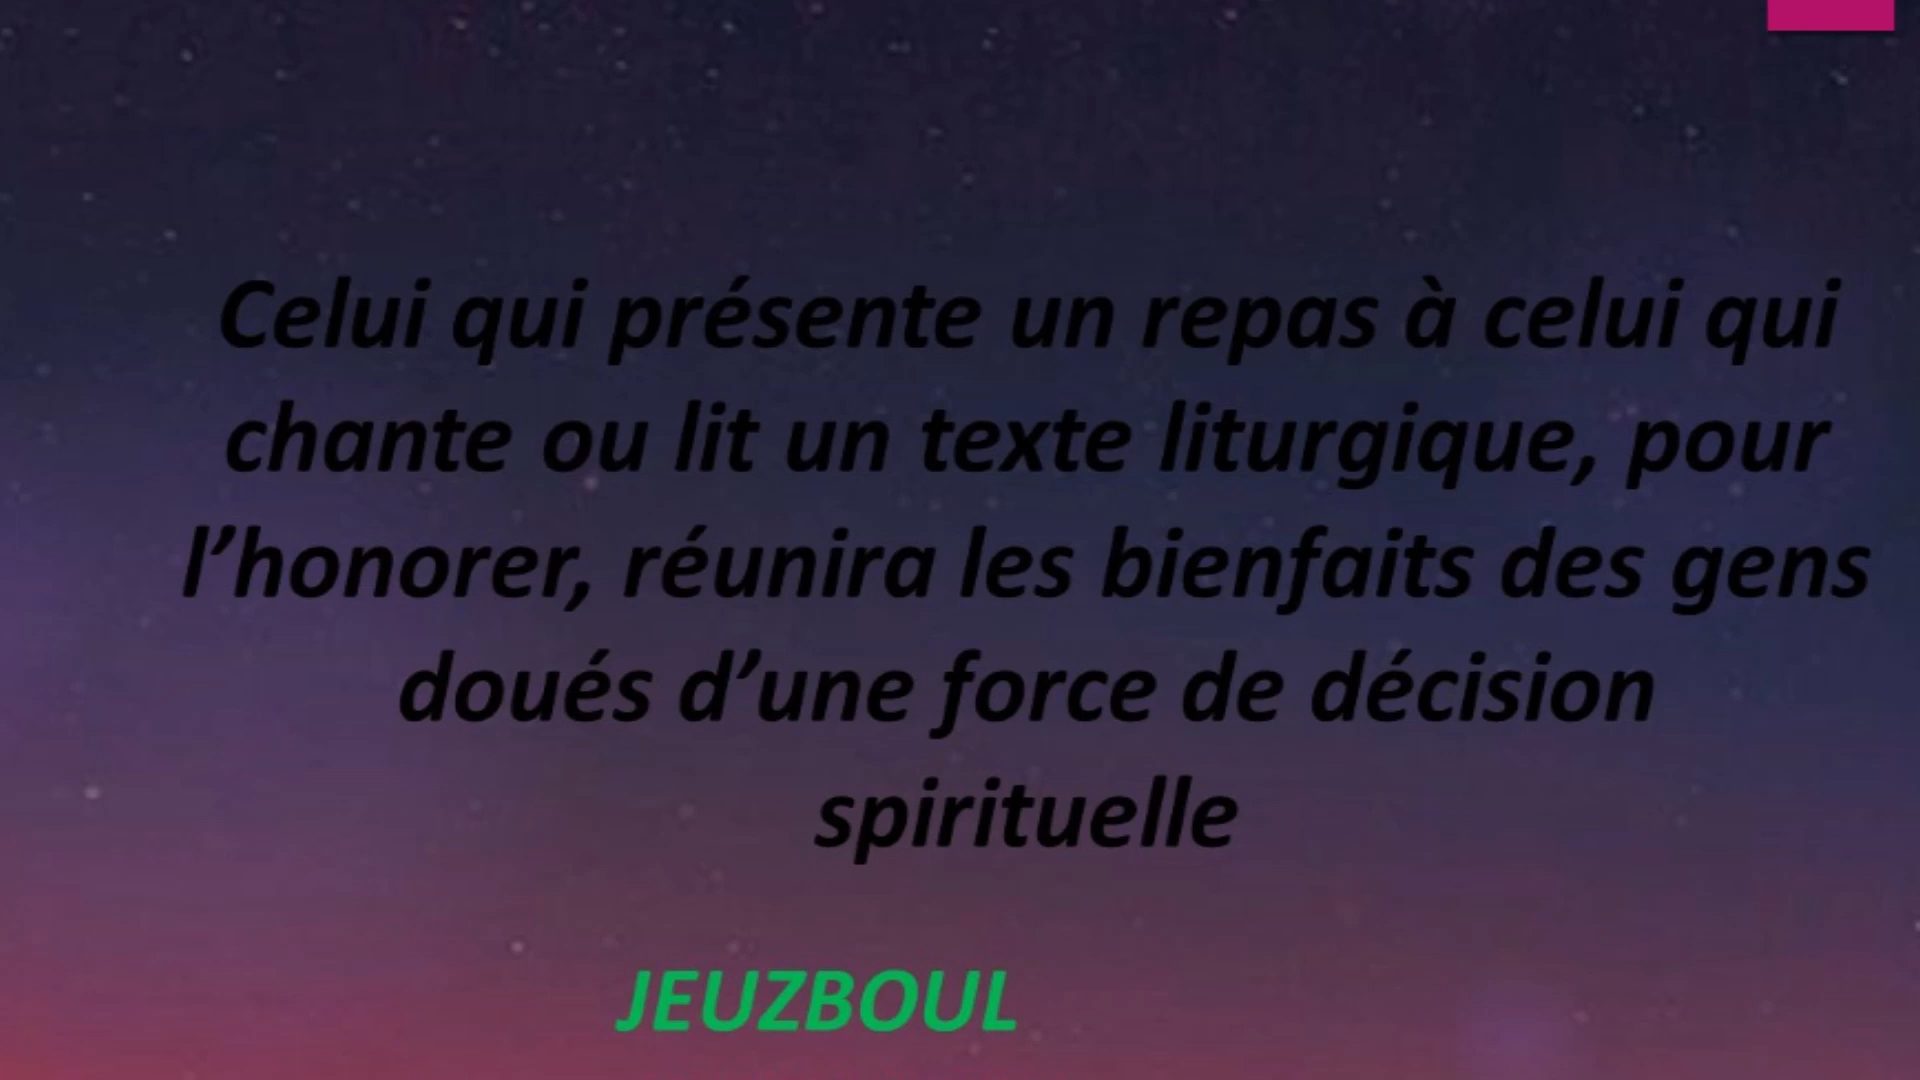 Celui qui présente un repas à celui qui
chante ou lit un texte liturgique, pour
l’honorer, réunira les bienfaits des gens
doués d’une force de décision
spirituelle
JEUZBOUL